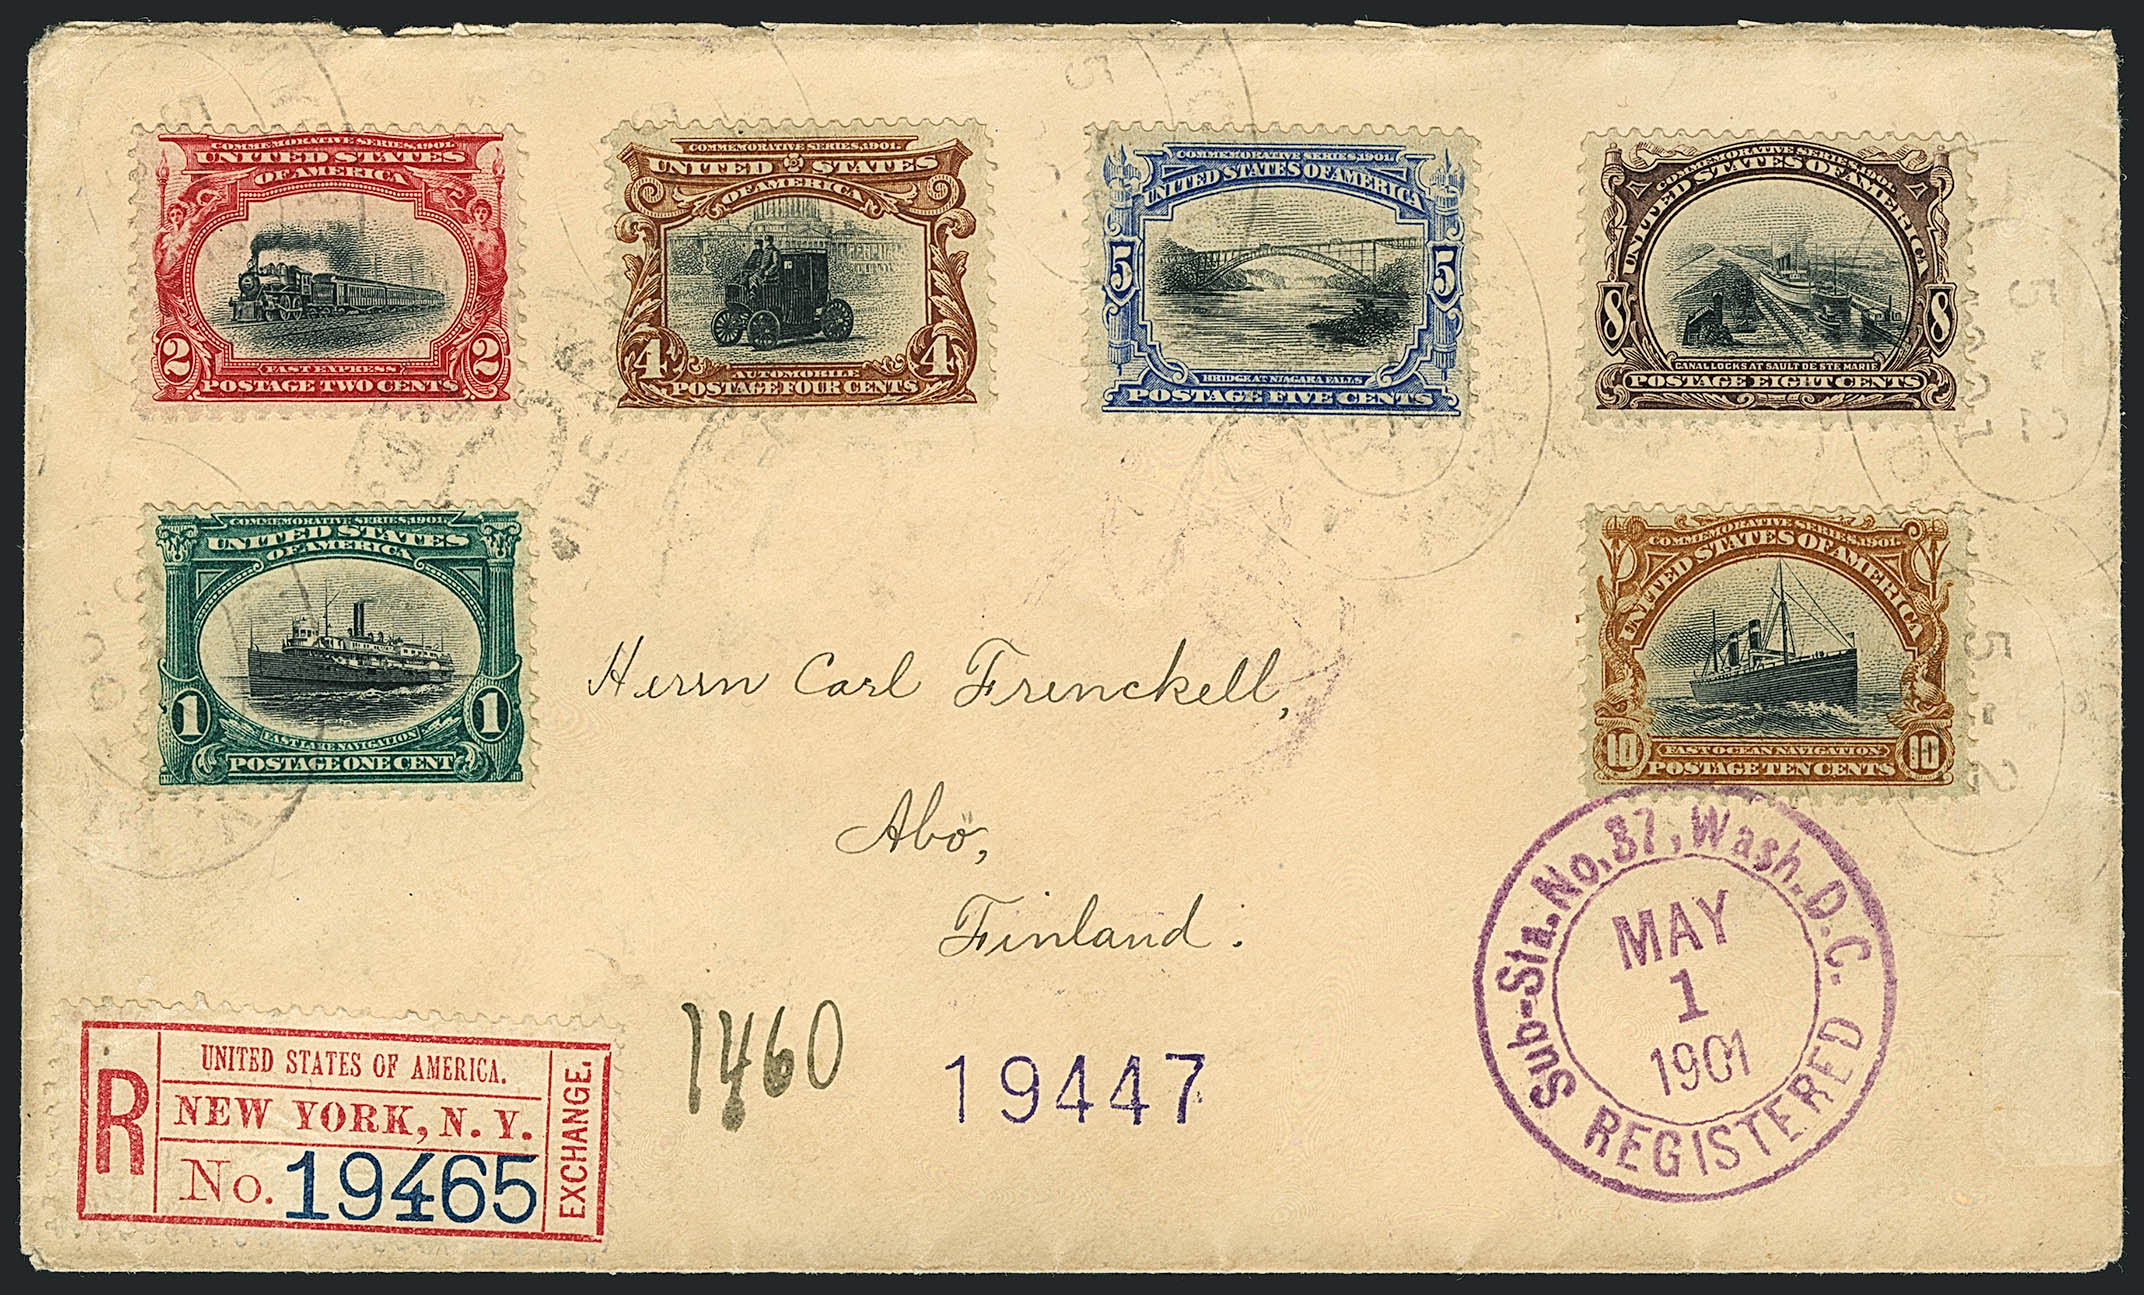 COMMEMORATIVE SERIES, 1901.
UNITED STATES
OF AMERICA
2 2
FAST EXPRESS
POSTAGE TWO CENTS
COMMEMORATIVE SERIES, 1901.
UNITED STATES
OF AMERICA
4 4
AUTOMOBILE
POSTAGE FOUR CENTS
COMMEMORATIVE SERIES, 1901.
UNITED STATES OF AMERICA
5 5
BRIDGE AT NIAGARA FALLS
POSTAGE FIVE CENTS
COMMEMORATIVE SERIES, 1901.
UNITED STATES OF AMERICA
8 8
CANAL LOCKS AT SAULT DE STE MARIE
POSTAGE EIGHT CENTS
COMMEMORATIVE SERIES, 1901.
UNITED STATES
OF AMERICA
1 1
FAST LAKE NAVIGATION
POSTAGE ONE CENT
COMMEMORATIVE SERIES, 1901.
UNITED STATES OF AMERICA
10 10
FAST OCEAN NAVIGATION
POSTAGE TEN CENTS
5-2
1901
5-2
Herrn Carl Frenckell,
Abö,
Finland.
Sub-Sta. No. 37, Wash. D.C.
MAY
1
1901
REGISTERED
1460
19447
R
UNITED STATES OF AMERICA.
NEW YORK, N. Y.
No. 19465
EXCHANGE.